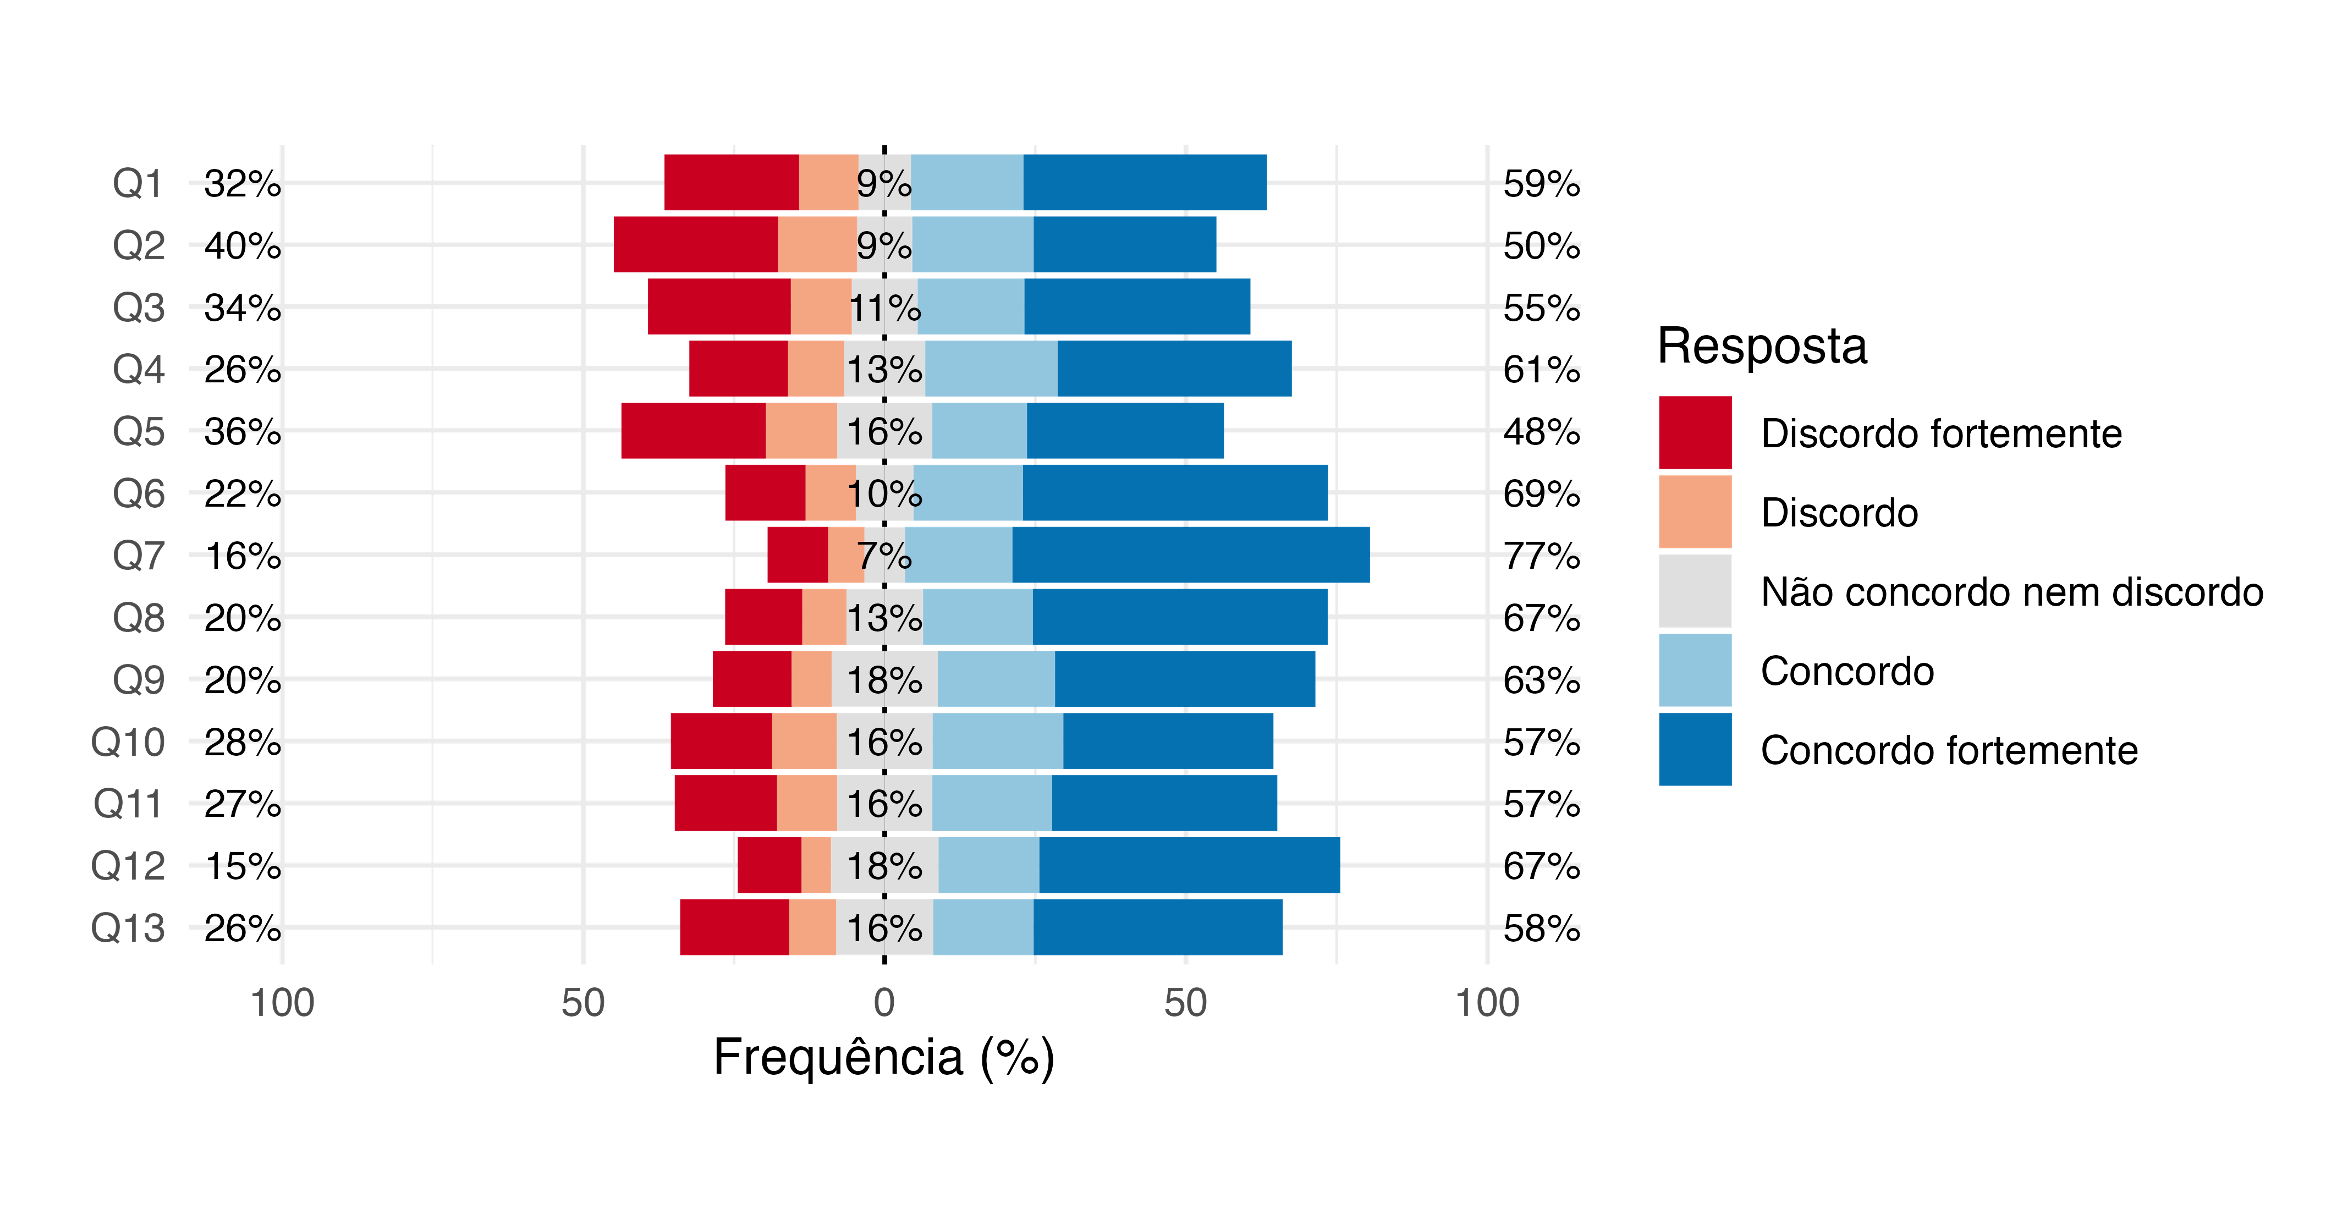 Q1 32% 9% 59%
Q2 40% 9% 50%
Q3 34% 11% 55%
Q4 26% 13% 61%
Q5 36% 16% 48%
Q6 22% 10% 69%
Q7 16% 7% 77%
Q8 20% 13% 67%
Q9 20% 18% 63%
Q10 28% 16% 57%
Q11 27% 16% 57%
Q12 15% 18% 67%
Q13 26% 16% 58%
100 50 0 50 100
Frequência (%)
Resposta
Discordo fortemente
Discordo
Não concordo nem discordo
Concordo
Concordo fortemente